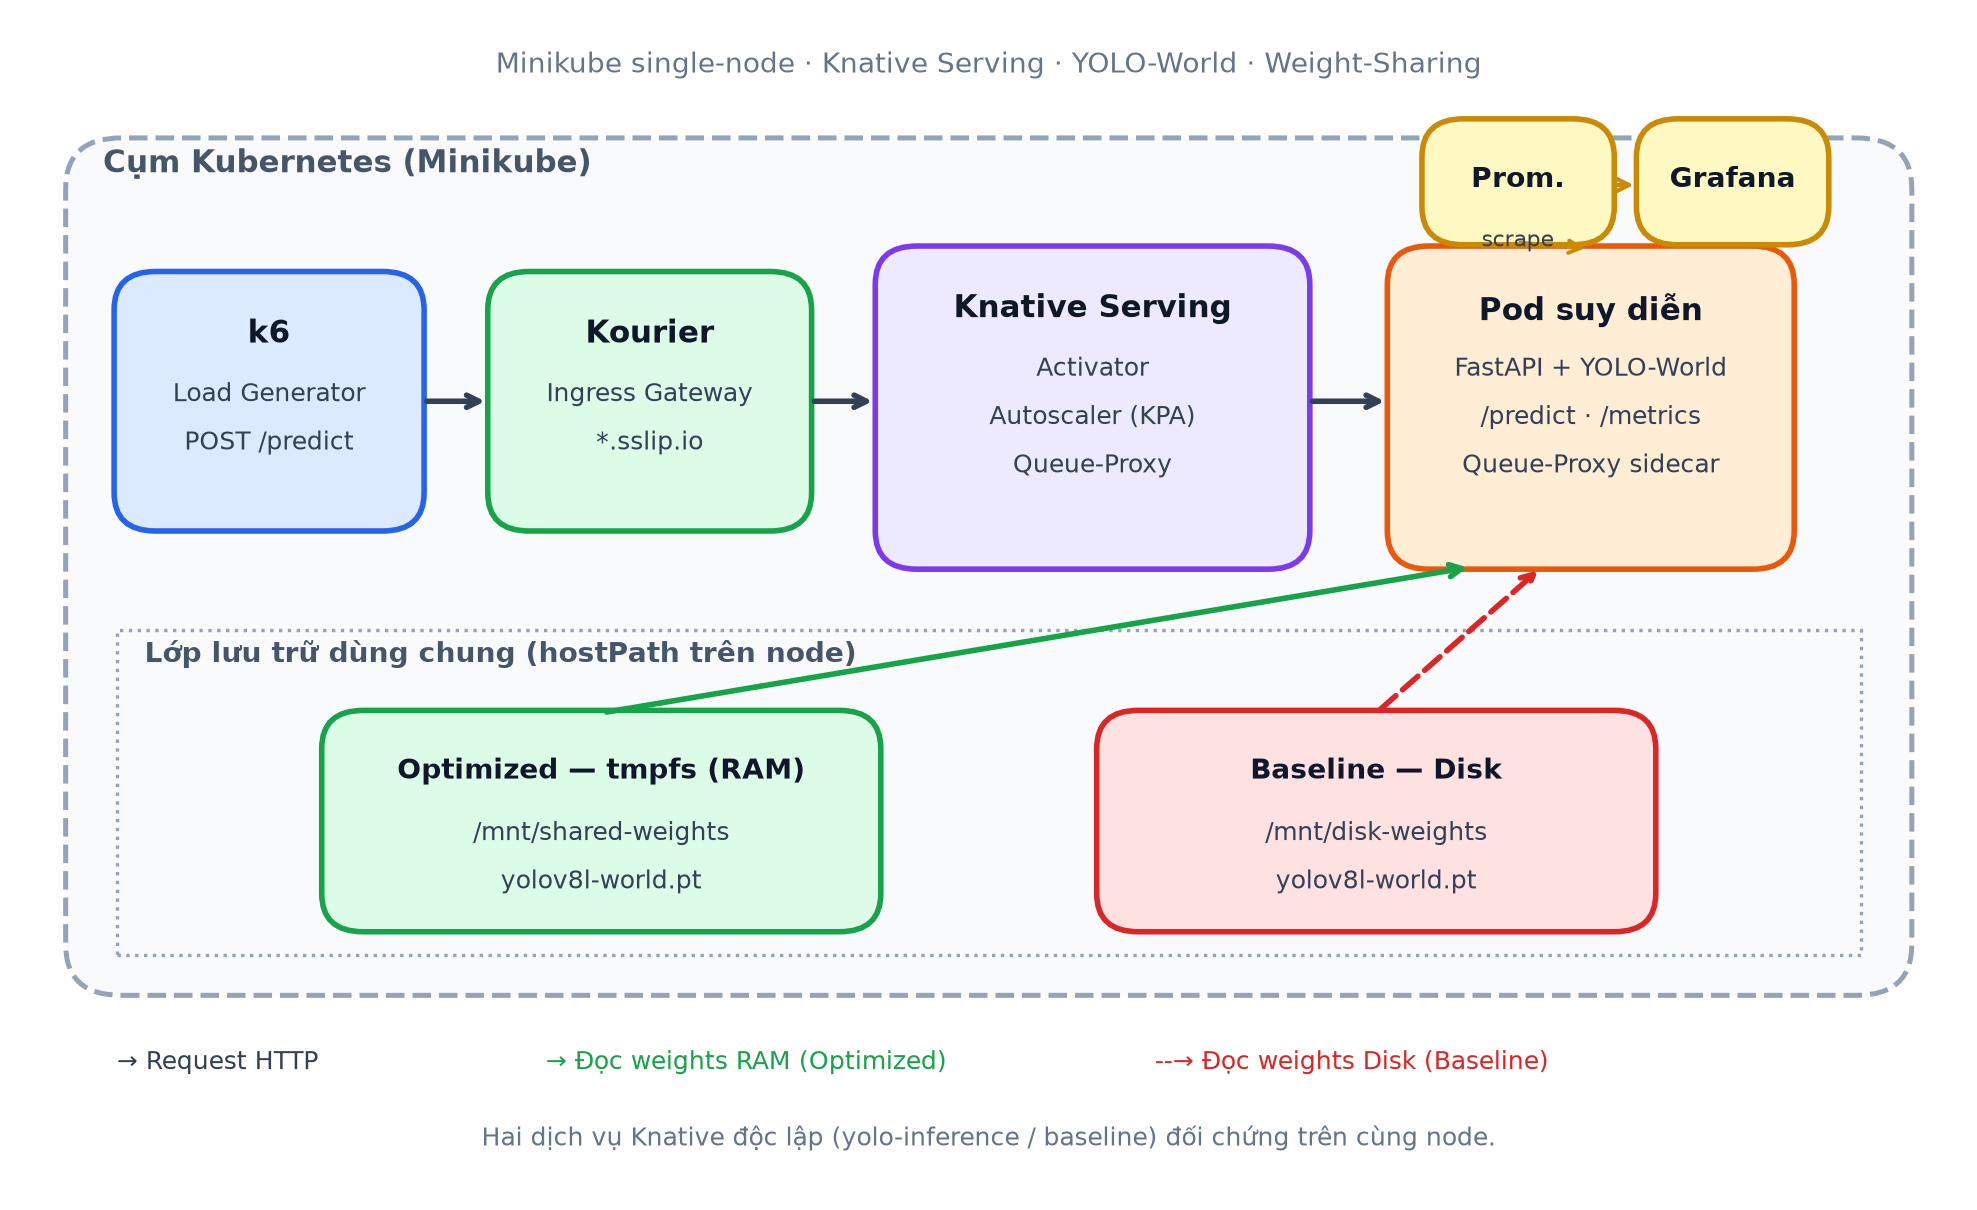 Minikube single-node · Knative Serving · YOLO-World · Weight-Sharing
Cụm Kubernetes (Minikube)
Prom.
Grafana
scrape
k6
Load Generator
POST /predict
Kourier
Ingress Gateway
*.sslip.io
Knative Serving
Activator
Autoscaler (KPA)
Queue-Proxy
Pod suy diễn
FastAPI + YOLO-World
/predict · /metrics
Queue-Proxy sidecar
Lớp lưu trữ dùng chung (hostPath trên node)
Optimized — tmpfs (RAM)
/mnt/shared-weights
yolov8l-world.pt
Baseline — Disk
/mnt/disk-weights
yolov8l-world.pt
→ Request HTTP
→ Đọc weights RAM (Optimized)
--→ Đọc weights Disk (Baseline)
Hai dịch vụ Knative độc lập (yolo-inference / baseline) đối chứng trên cùng node.